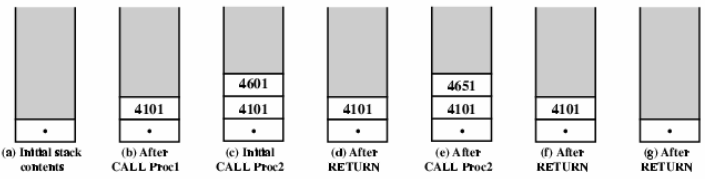 4601
4651
4101
4101
4101
4101
4101
(a) Initial stack
contents
(b) After
CALL Proc1
(c) Initial
CALL Proc2
(d) After
RETURN
(e) After
CALL Proc2
(f) After
RETURN
(g) After
RETURN